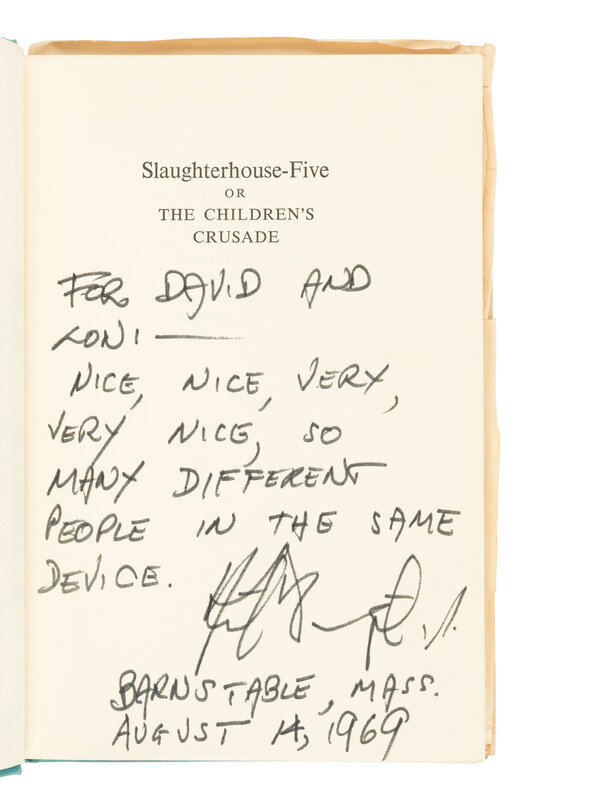 Slaughterhouse-Five
OR
THE CHILDREN'S
CRUSADE
FOR DAVID AND
LONI —
NICE, NICE, VERY,
VERY NICE, SO
MANY DIFFERENT
PEOPLE IN THE SAME
DEVICE.
BARNSTABLE, MASS.
AUGUST 14, 1969